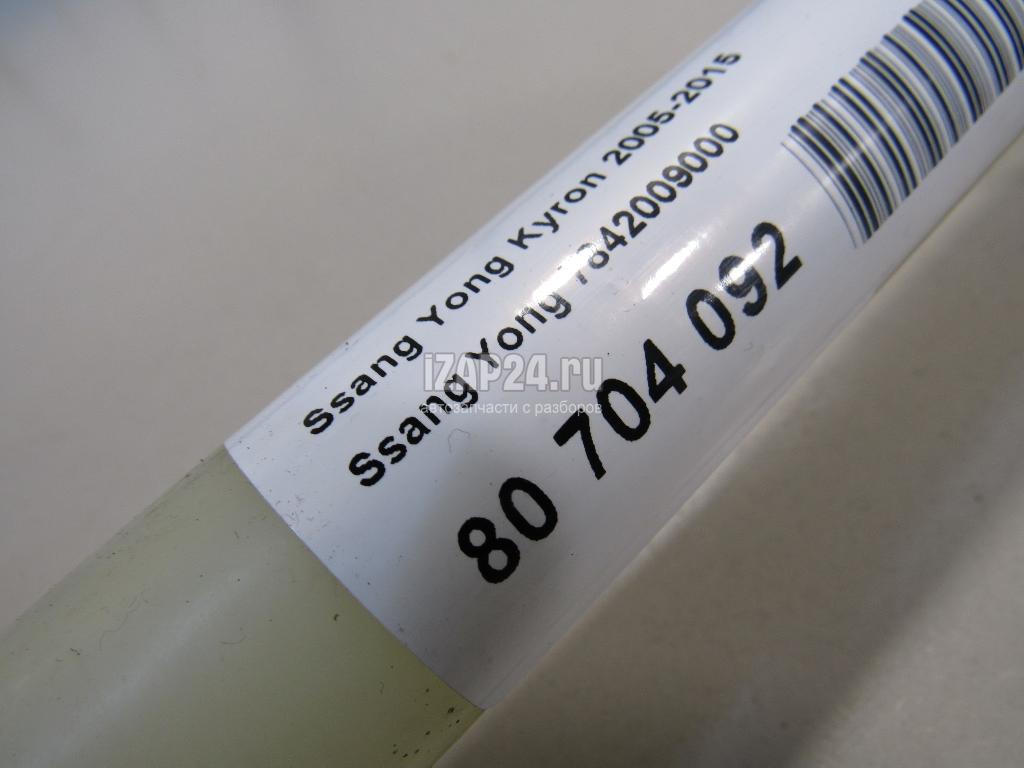 Ssang Yong Kyron 2005-2015
Ssang Yong 7842009000
80 704 092
iZAP24.ru
автозапчасти с разборов